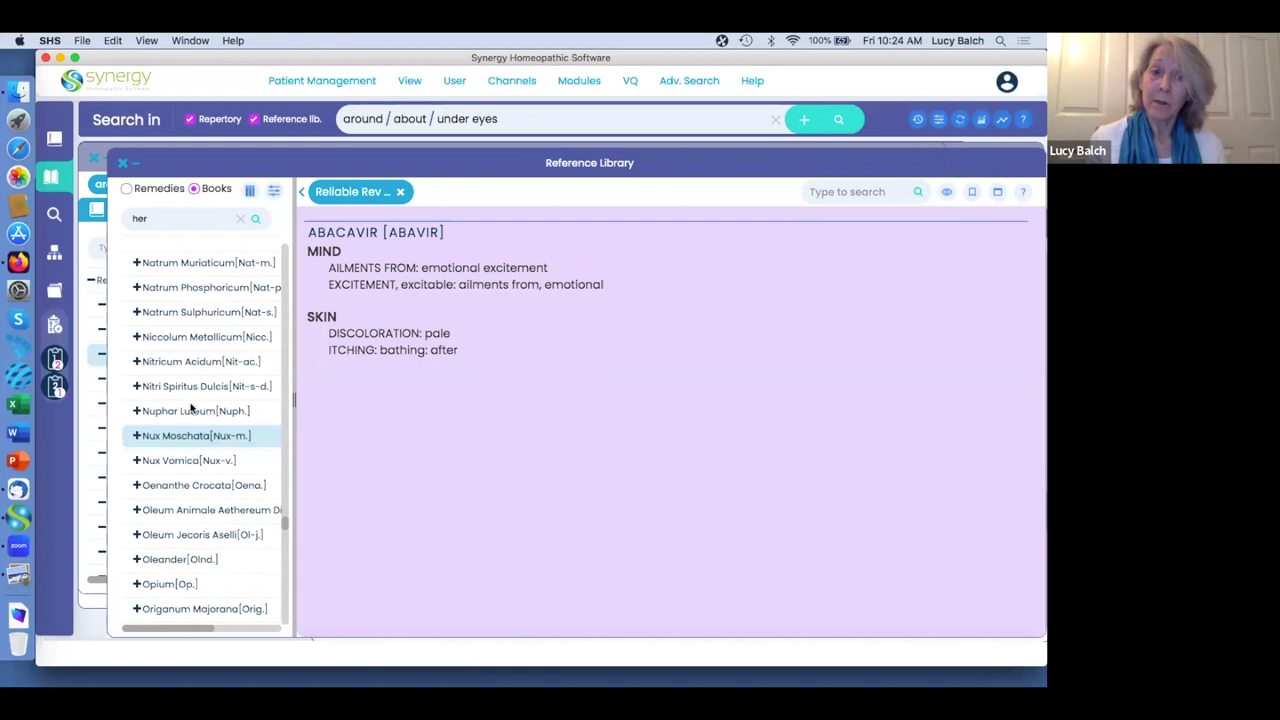 SHS File Edit View Window Help 100% Fri 10:24 AM Lucy Balch
Synergy Homeopathic Software
synergy
Homeopathic Software
Patient Management View User Channels Modules VQ Adv. Search Help
Search in Repertory Reference lib. around / about / under eyes
Reference Library
Lucy Balch
Remedies Books
Reliable Rev ...
Type to search
her
ABACAVIR [ABAVIR]
MIND
AILMENTS FROM: emotional excitement
EXCITEMENT, excitable: ailments from, emotional
SKIN
DISCOLORATION: pale
ITCHING: bathing: after
Natrum Muriaticum[Nat-m.]
Natrum Phosphoricum[Nat-p
Natrum Sulphuricum[Nat-s.]
Niccolum Metallicum[Nicc.]
Nitricum Acidum[Nit-ac.]
Nitri Spiritus Dulcis[Nit-s-d.]
Nuphar Luteum[Nuph.]
Nux Moschata[Nux-m.]
Nux Vomica[Nux-v.]
Oenanthe Crocata[Oena.]
Oleum Animale Aethereum Di
Oleum Jecoris Aselli[Ol-j.]
Oleander[Olnd.]
Opium[Op.]
Origanum Majorana[Orig.]
zoom